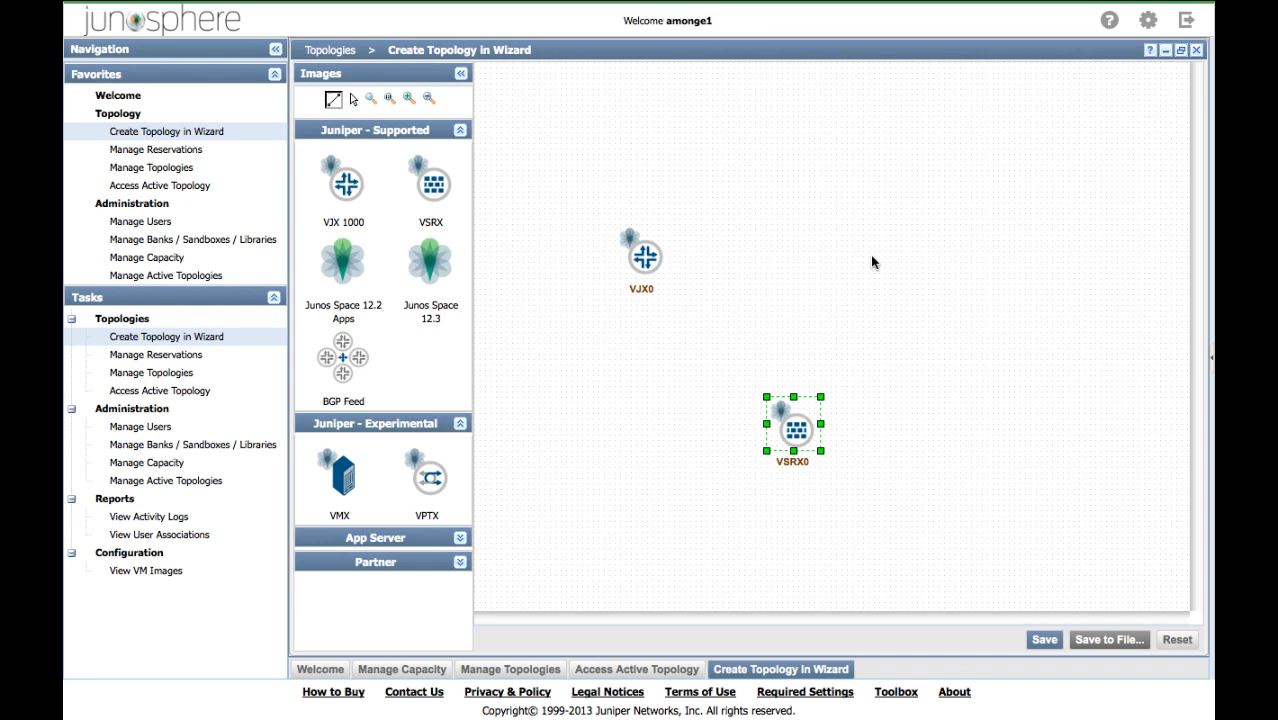 junosphere
Welcome amonge1
Navigation
Favorites
Welcome
Topology
Create Topology in Wizard
Manage Reservations
Manage Topologies
Access Active Topology
Administration
Manage Users
Manage Banks / Sandboxes / Libraries
Manage Capacity
Manage Active Topologies
Tasks
Topologies
Create Topology in Wizard
Manage Reservations
Manage Topologies
Access Active Topology
Administration
Manage Users
Manage Banks / Sandboxes / Libraries
Manage Capacity
Manage Active Topologies
Reports
View Activity Logs
View User Associations
Configuration
View VM Images
Topologies > Create Topology in Wizard
Images
Juniper - Supported
VJX 1000
VSRX
Junos Space 12.2
Apps
Junos Space
12.3
BGP Feed
Juniper - Experimental
VMX
VPTX
App Server
Partner
VJX0
VSRX0
Save
Save to File...
Reset
Welcome
Manage Capacity
Manage Topologies
Access Active Topology
Create Topology in Wizard
How to Buy
Contact Us
Privacy & Policy
Legal Notices
Terms of Use
Required Settings
Toolbox
About
Copyright© 1999-2013 Juniper Networks, Inc. All rights reserved.